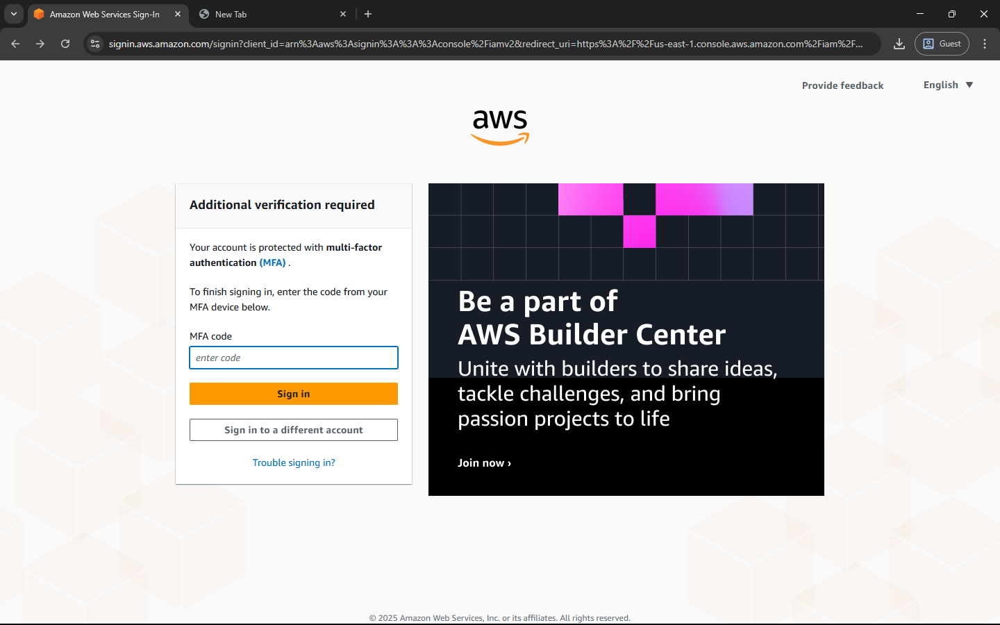 Amazon Web Services Sign-In
New Tab
signin.aws.amazon.com/signin?client_id=arn%3Aaws%3Asignin%3A%3A%3Aconsole%2Fiamv2&redirect_uri=https%3A%2F%2Fus-east-1.console.aws.amazon.com%2Fiam%2F...
Guest
Provide feedback
English
aws
Additional verification required
Your account is protected with multi-factor
authentication (MFA) .
To finish signing in, enter the code from your
MFA device below.
MFA code
enter code
Sign in
Sign in to a different account
Trouble signing in?
Be a part of
AWS Builder Center
Unite with builders to share ideas,
tackle challenges, and bring
passion projects to life
Join now ›
© 2025 Amazon Web Services, Inc. or its affiliates. All rights reserved.